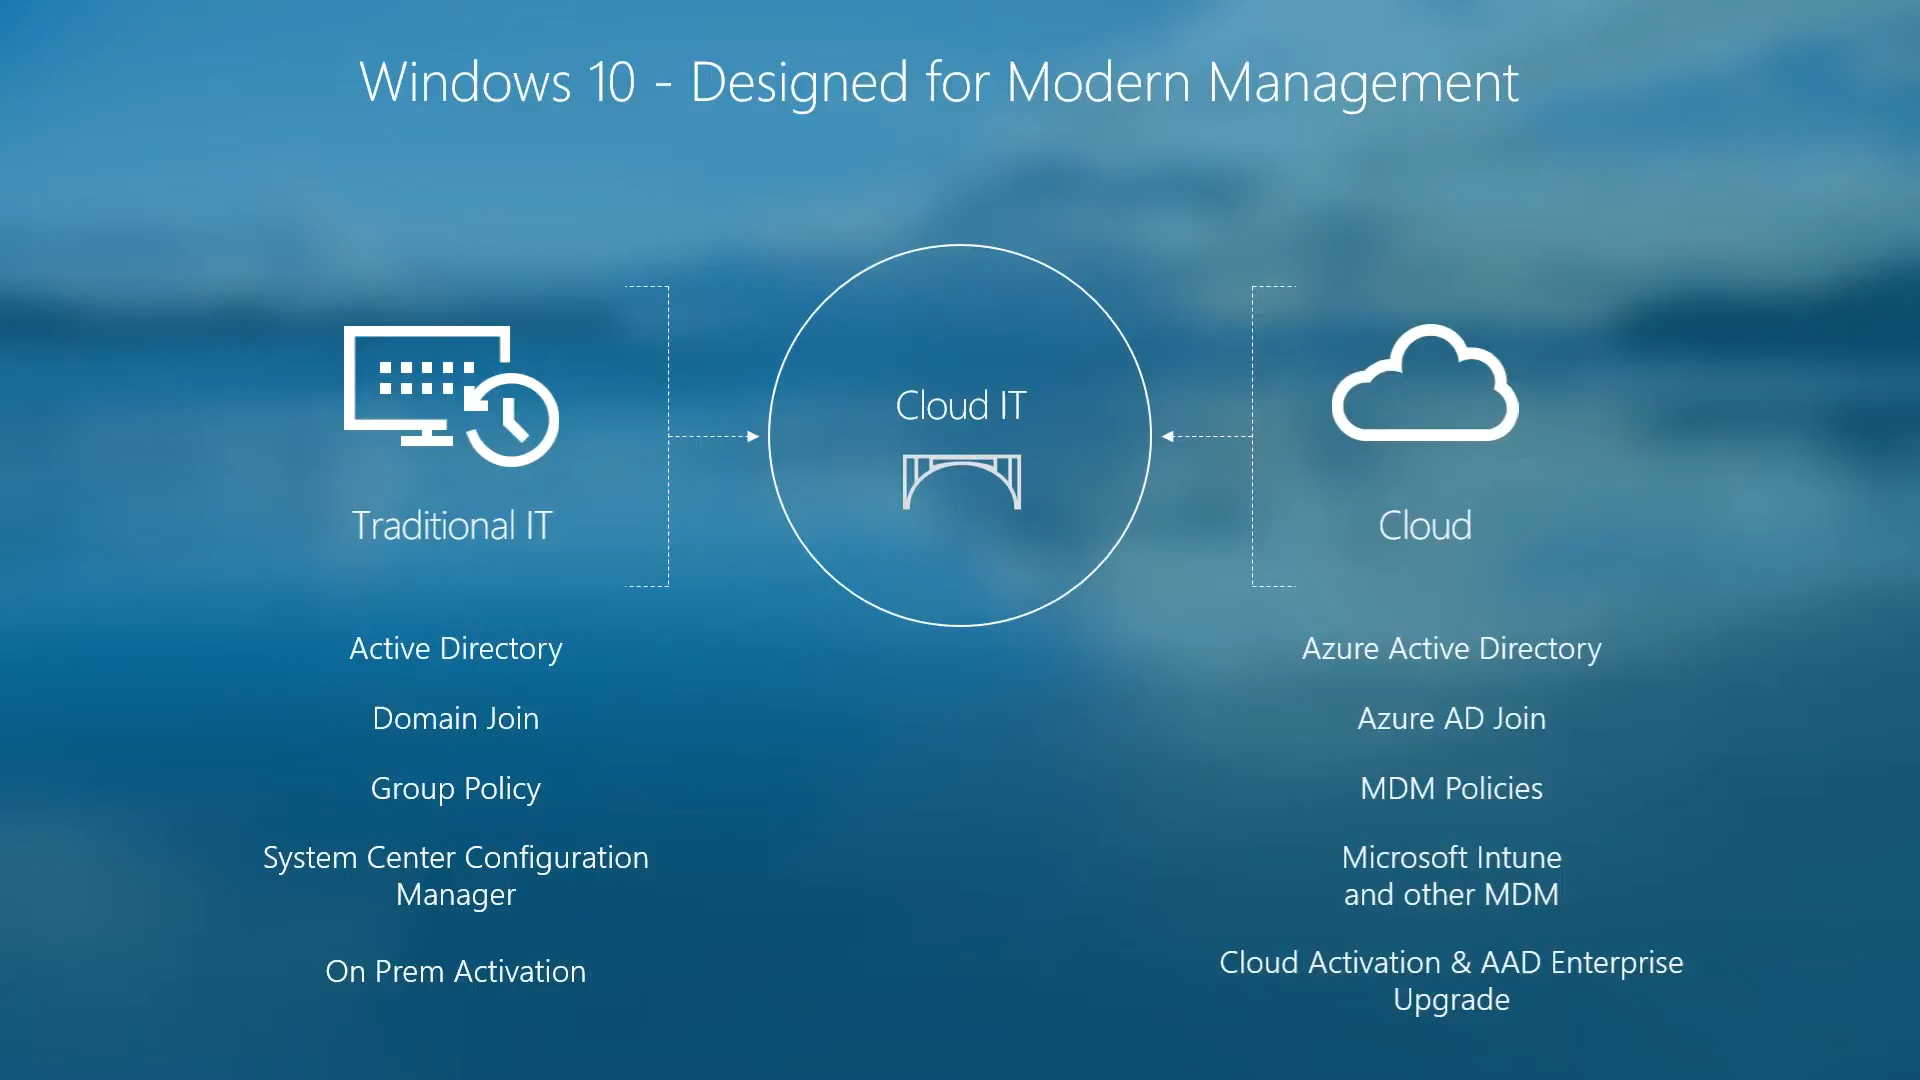 Windows 10 - Designed for Modern Management
Cloud IT
Traditional IT
Cloud
Active Directory
Domain Join
Group Policy
System Center Configuration
Manager
On Prem Activation
Azure Active Directory
Azure AD Join
MDM Policies
Microsoft Intune
and other MDM
Cloud Activation & AAD Enterprise
Upgrade